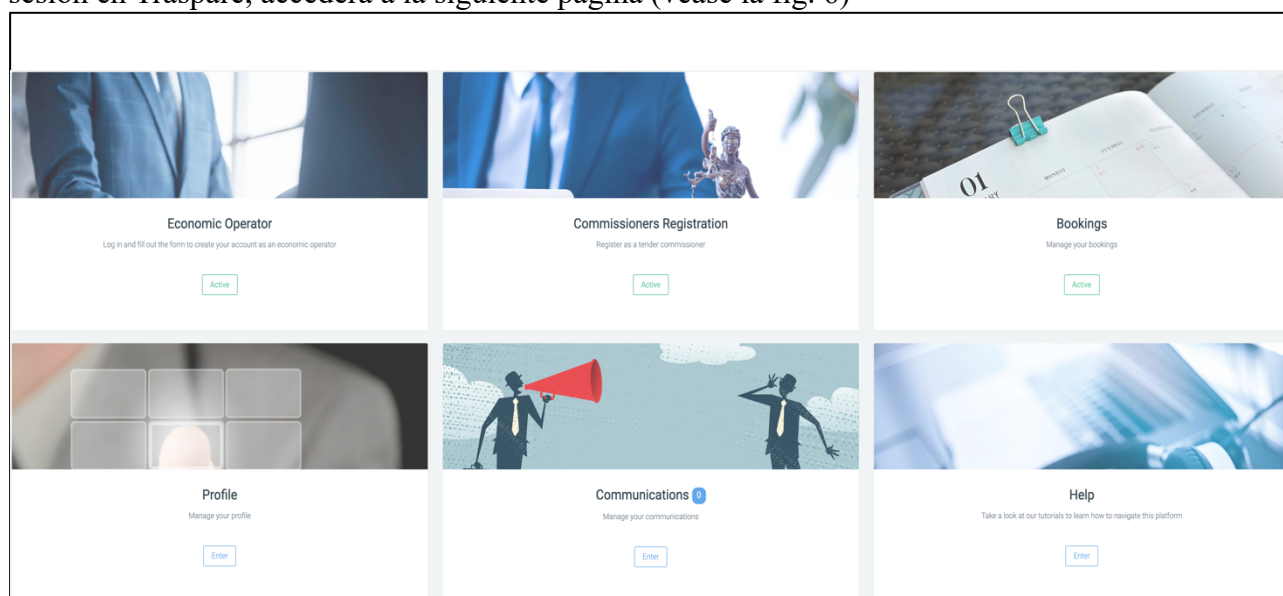 sesión en Traspare, accederá a la siguiente página (véase la fig. 6)
01
MONDAY
Economic Operator
Log in and fill out the form to create your account as an economic operator
Active
Commissioners Registration
Register as a tender commissioner
Active
Bookings
Manage your bookings
Active
Profile
Manage your profile
Enter
Communications 0
Manage your communications
Enter
Help
Take a look at our tutorials to learn how to navigate this platform
Enter